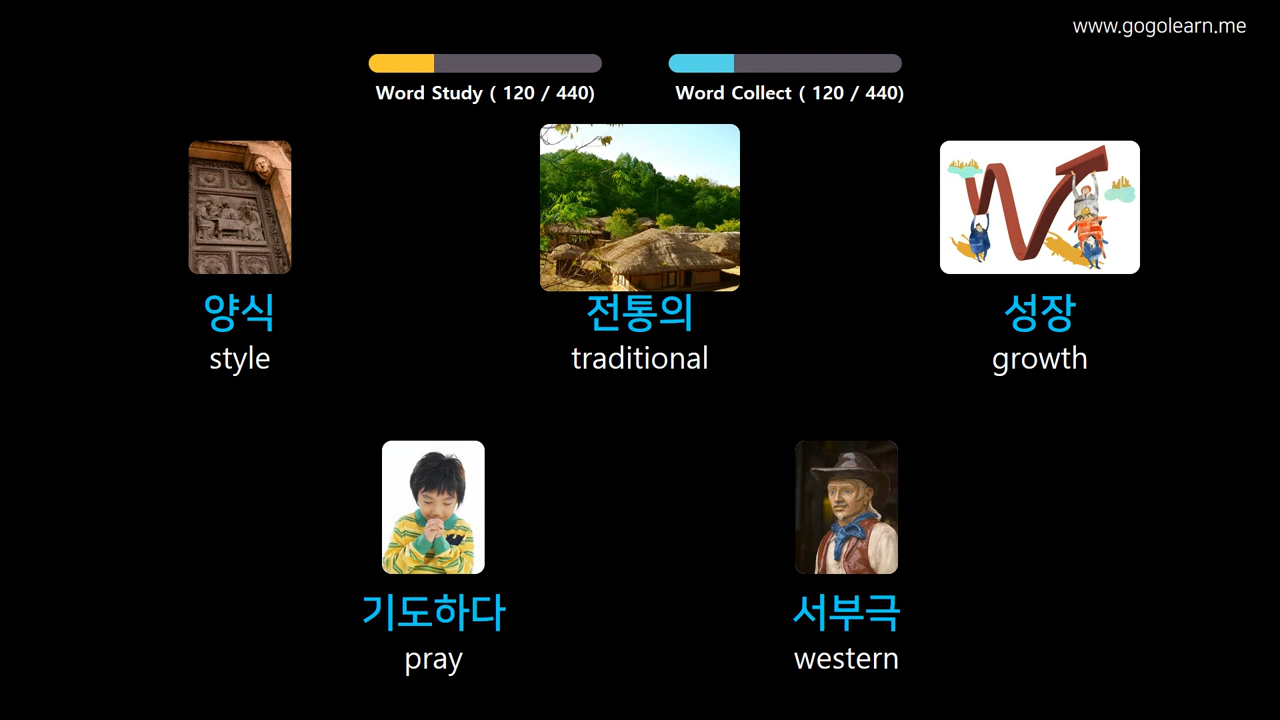 www.gogolearn.me
Word Study ( 120 / 440)
Word Collect ( 120 / 440)
양식
style
전통의
traditional
성장
growth
기도하다
pray
서부극
western